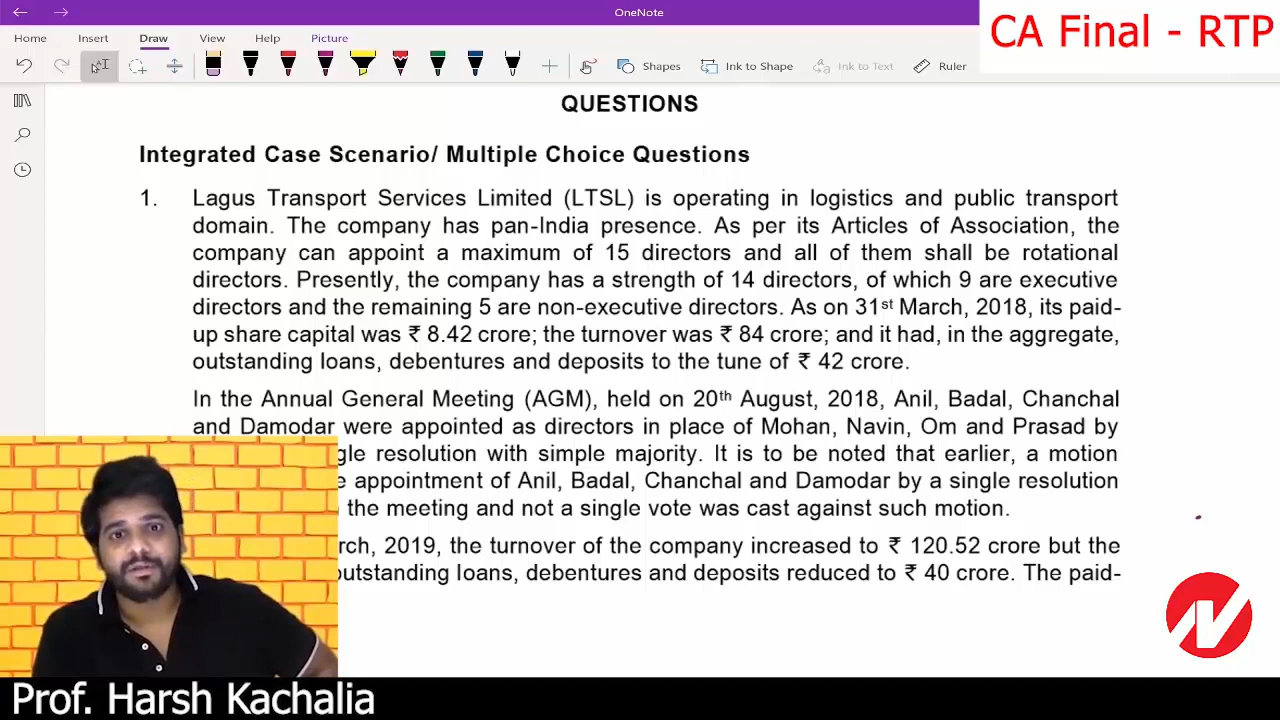 OneNote
CA Final - RTP
Home Insert Draw View Help Picture
Shapes Ink to Shape Ink to Text Ruler
QUESTIONS
Integrated Case Scenario/ Multiple Choice Questions
1. Lagus Transport Services Limited (LTSL) is operating in logistics and public transport
domain. The company has pan-India presence. As per its Articles of Association, the
company can appoint a maximum of 15 directors and all of them shall be rotational
directors. Presently, the company has a strength of 14 directors, of which 9 are executive
directors and the remaining 5 are non-executive directors. As on 31st March, 2018, its paid-
up share capital was ₹ 8.42 crore; the turnover was ₹ 84 crore; and it had, in the aggregate,
outstanding loans, debentures and deposits to the tune of ₹ 42 crore.
In the Annual General Meeting (AGM), held on 20th August, 2018, Anil, Badal, Chanchal
and Damodar were appointed as directors in place of Mohan, Navin, Om and Prasad by
resolution with simple majority. It is to be noted that earlier, a motion
appointment of Anil, Badal, Chanchal and Damodar by a single resolution
the meeting and not a single vote was cast against such motion.
2019, the turnover of the company increased to ₹ 120.52 crore but the
outstanding loans, debentures and deposits reduced to ₹ 40 crore. The paid-
N
Prof. Harsh Kachalia